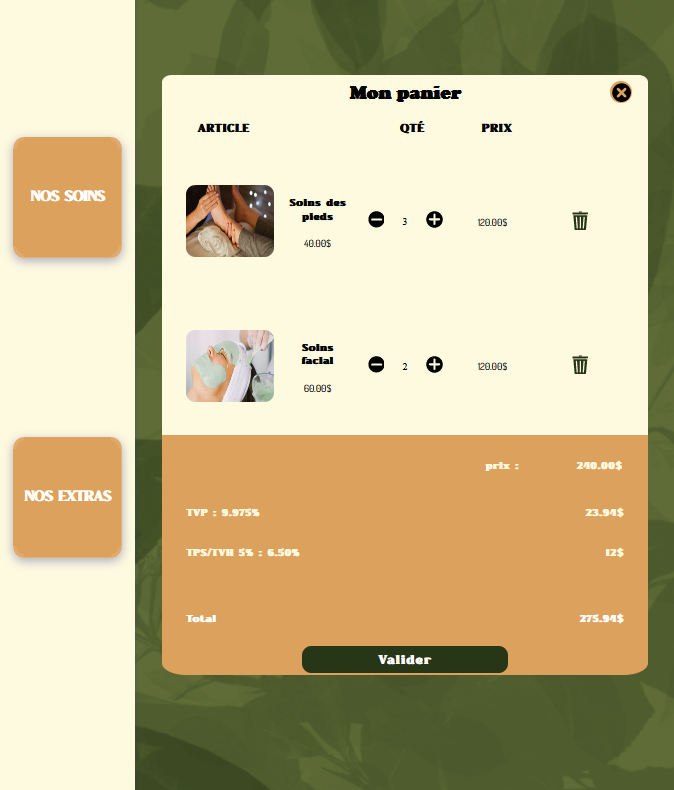 Mon panier
ARTICLE QTÉ PRIX
NOS SOINS
Soins des
pieds
40.00$
3
120.00$
Soins
facial
60.00$
2
120.00$
NOS EXTRAS
prix : 240.00$
TVP : 9.975% 23.94$
TPS/TVH 5% : 6.50% 12$
Total 275.94$
Valider